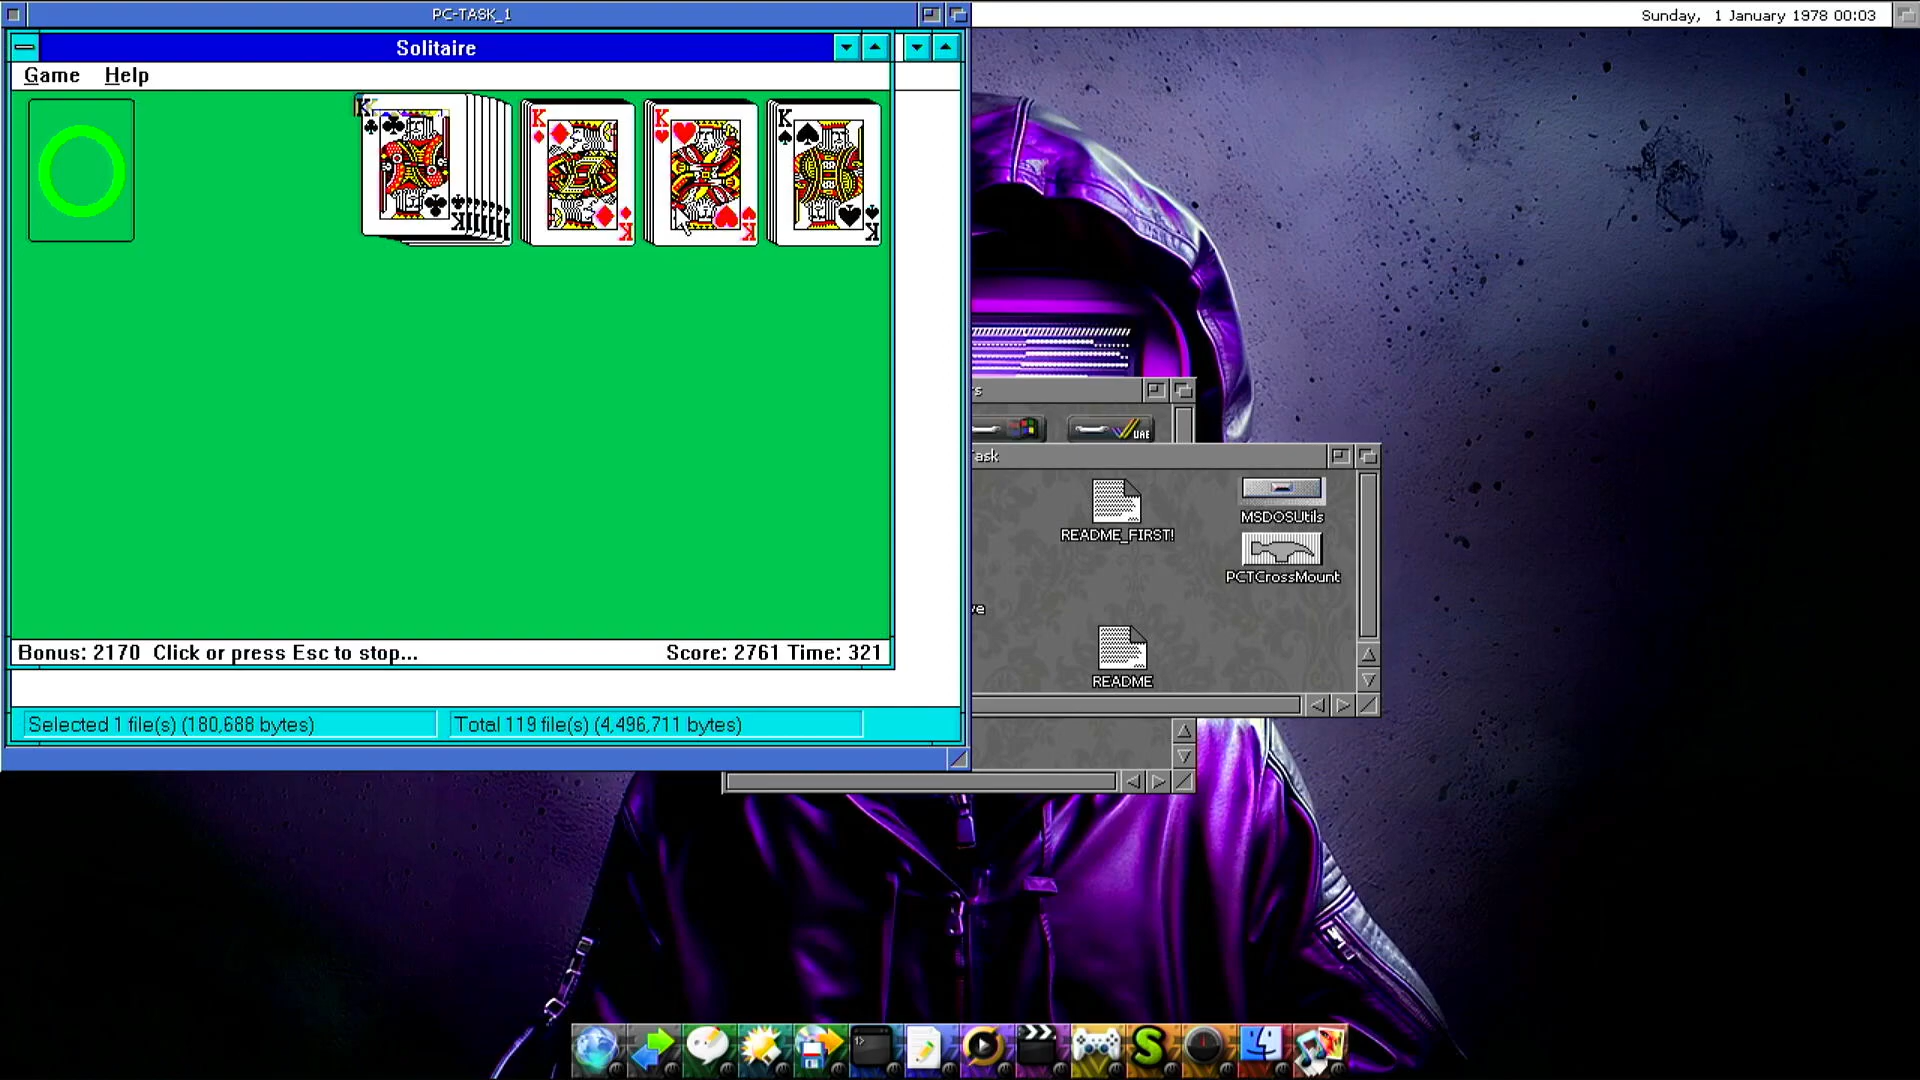 PC-TASK_1
Sunday, 1 January 1978 00:03
Solitaire
Game Help
K K K K
K K K K
Bonus: 2170 Click or press Esc to stop... Score: 2761 Time: 321
Selected 1 file(s) (180,688 bytes) Total 119 file(s) (4,496,711 bytes)
UAE
README_FIRST!
MSDOSUtils
PCTCrossMount
README
1>
S